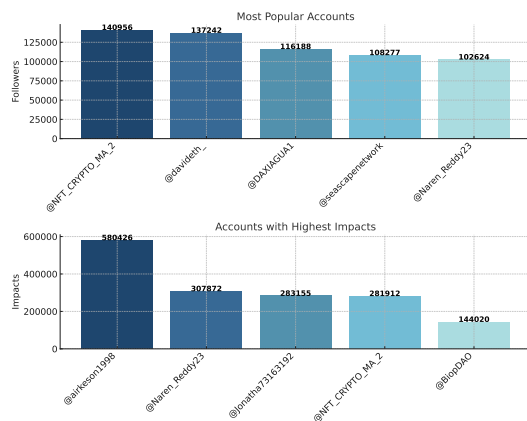 Most Popular Accounts
140956
137242
116188
108277
102624
125000
100000
75000
50000
25000
0
Followers
@NFT_CRYPTO_MA_2
@davideth_
@DAXIAGUA1
@seascapenetwork
@Naren_Reddy23
Accounts with Highest Impacts
580426
307872
283155
281912
144020
600000
400000
200000
0
Impacts
@airkeson1998
@Naren_Reddy23
@Jonatha73163192
@NFT_CRYPTO_MA_2
@BiopDAO